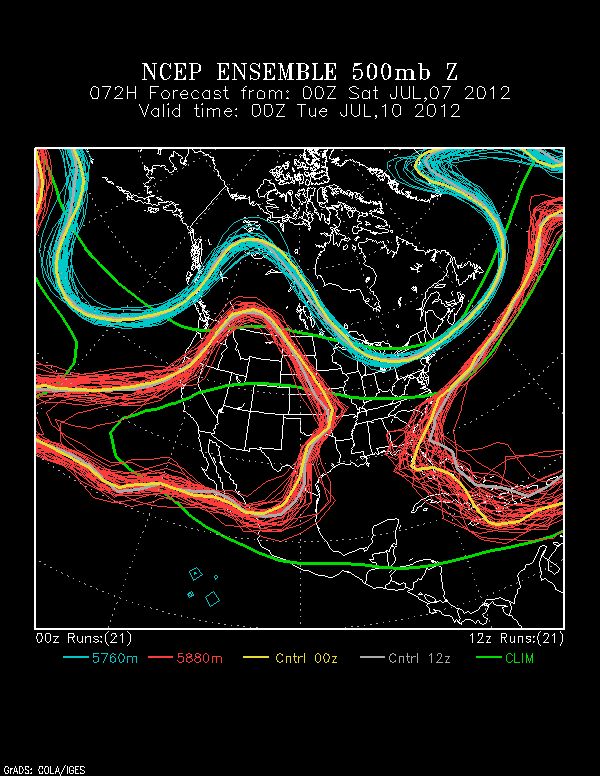 NCEP ENSEMBLE 500mb Z
072H Forecast from: 00Z Sat JUL,07 2012
Valid time: 00Z Tue JUL,10 2012
00z Runs:(21) 12z Runs:(21)
5760m 5880m Cntrl 00z Cntrl 12z CLIM
GrADS: COLA/IGES